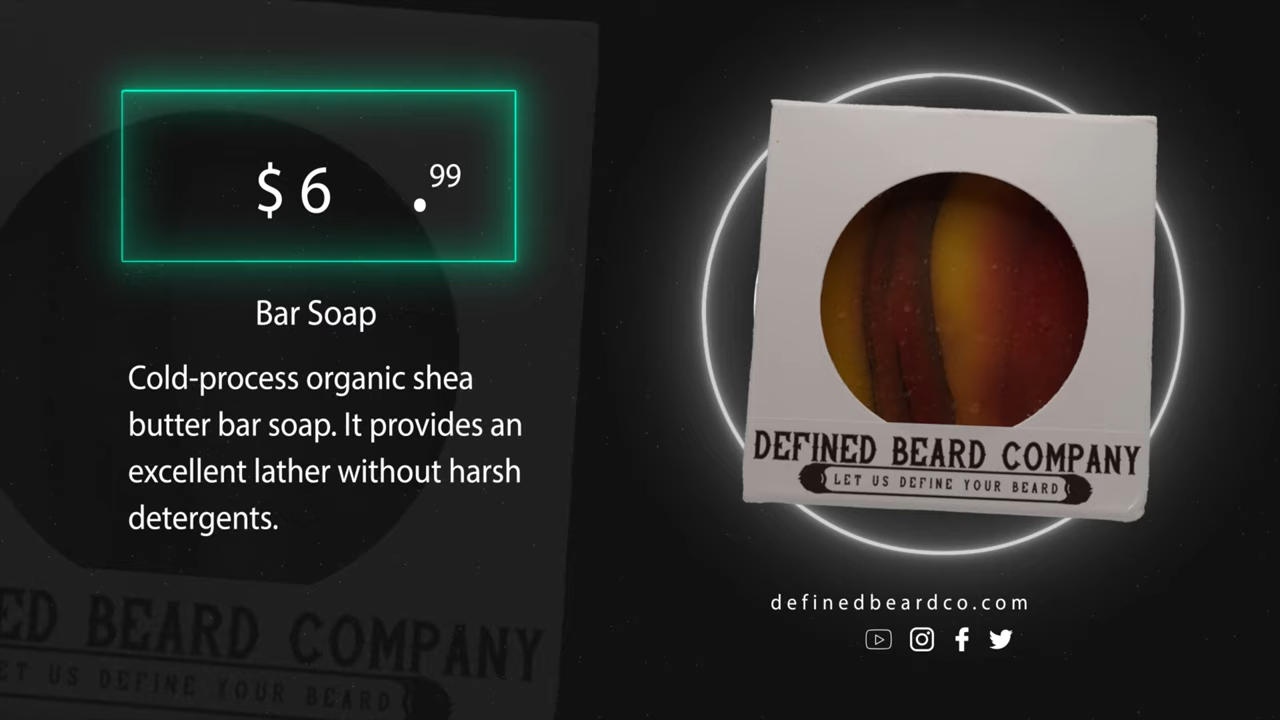 $ 6 .99
Bar Soap
Cold-process organic shea
butter bar soap. It provides an
excellent lather without harsh
detergents.
DEFINED BEARD COMPANY
LET US DEFINE YOUR BEARD
definedbeardco.com
ED BEARD COMPANY
LET US DEFINE YOUR BEARD